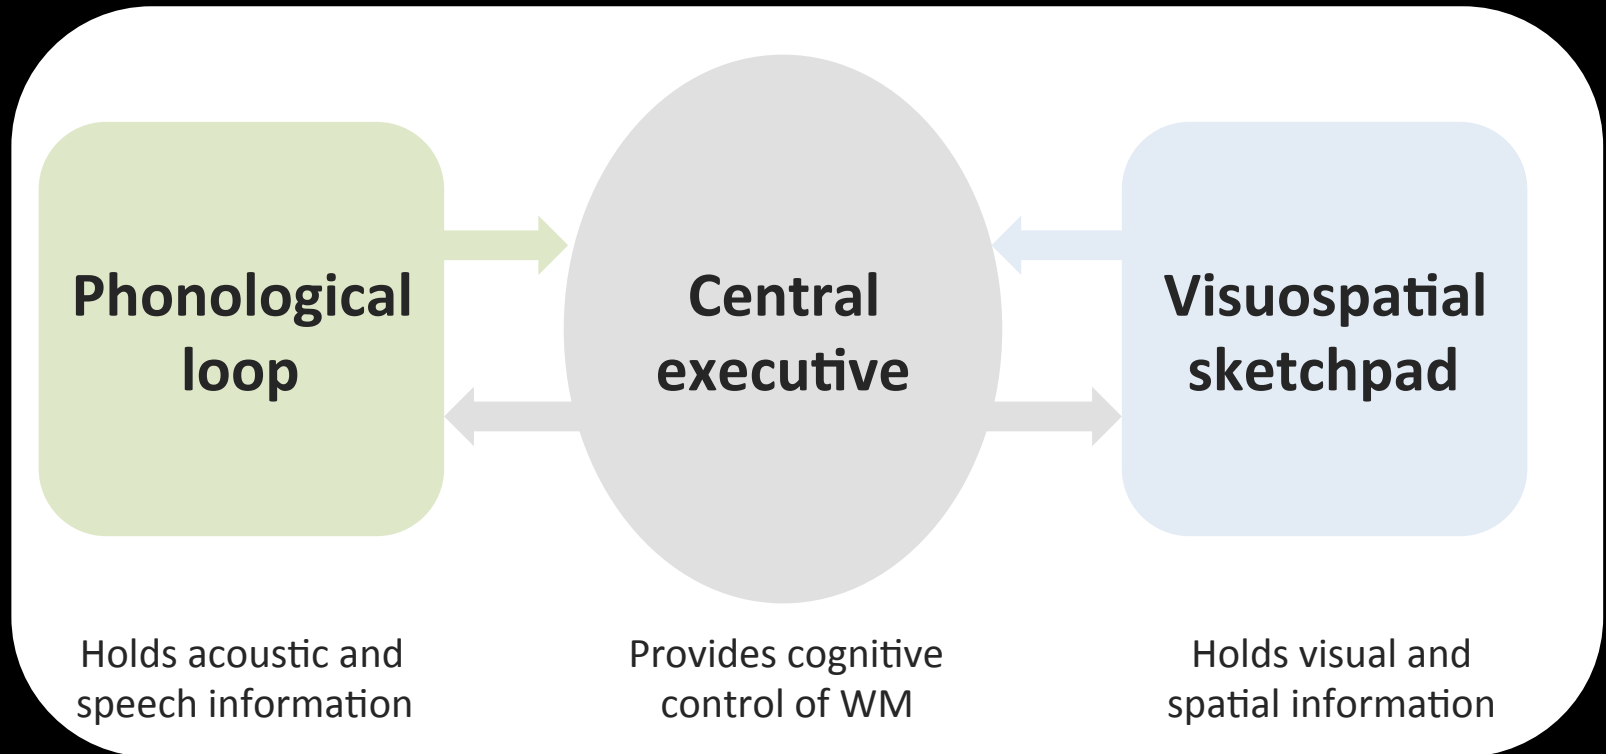 Phonological
loop
Central
executive
Visuospatial
sketchpad
Holds acoustic and
speech information
Provides cognitive
control of WM
Holds visual and
spatial information